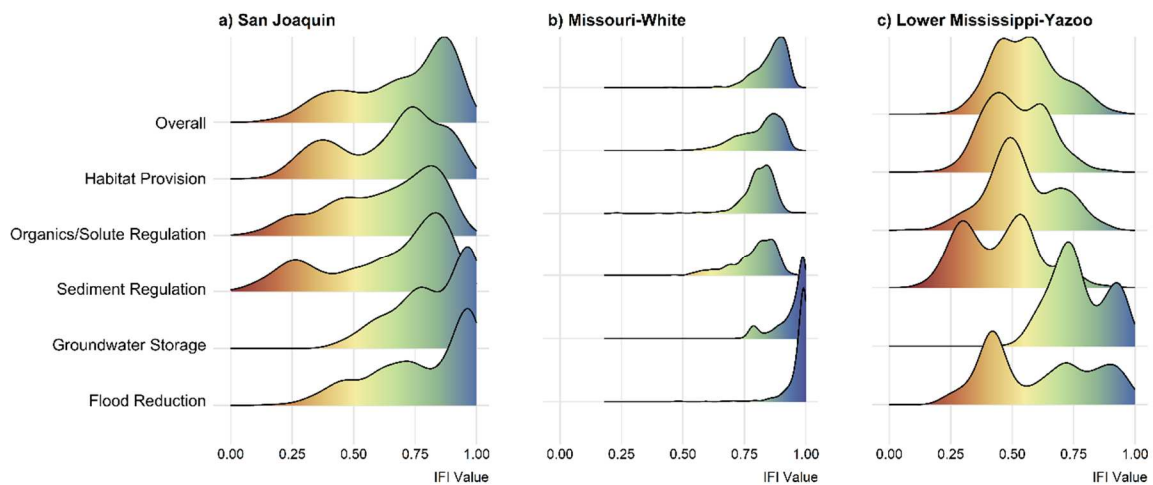 a) San Joaquin
b) Missouri-White
c) Lower Mississippi-Yazoo
Overall
Habitat Provision
Organics/Solute Regulation
Sediment Regulation
Groundwater Storage
Flood Reduction
0.00 0.25 0.50 0.75 1.00
IFI Value
0.00 0.25 0.50 0.75 1.00
IFI Value
0.00 0.25 0.50 0.75 1.00
IFI Value